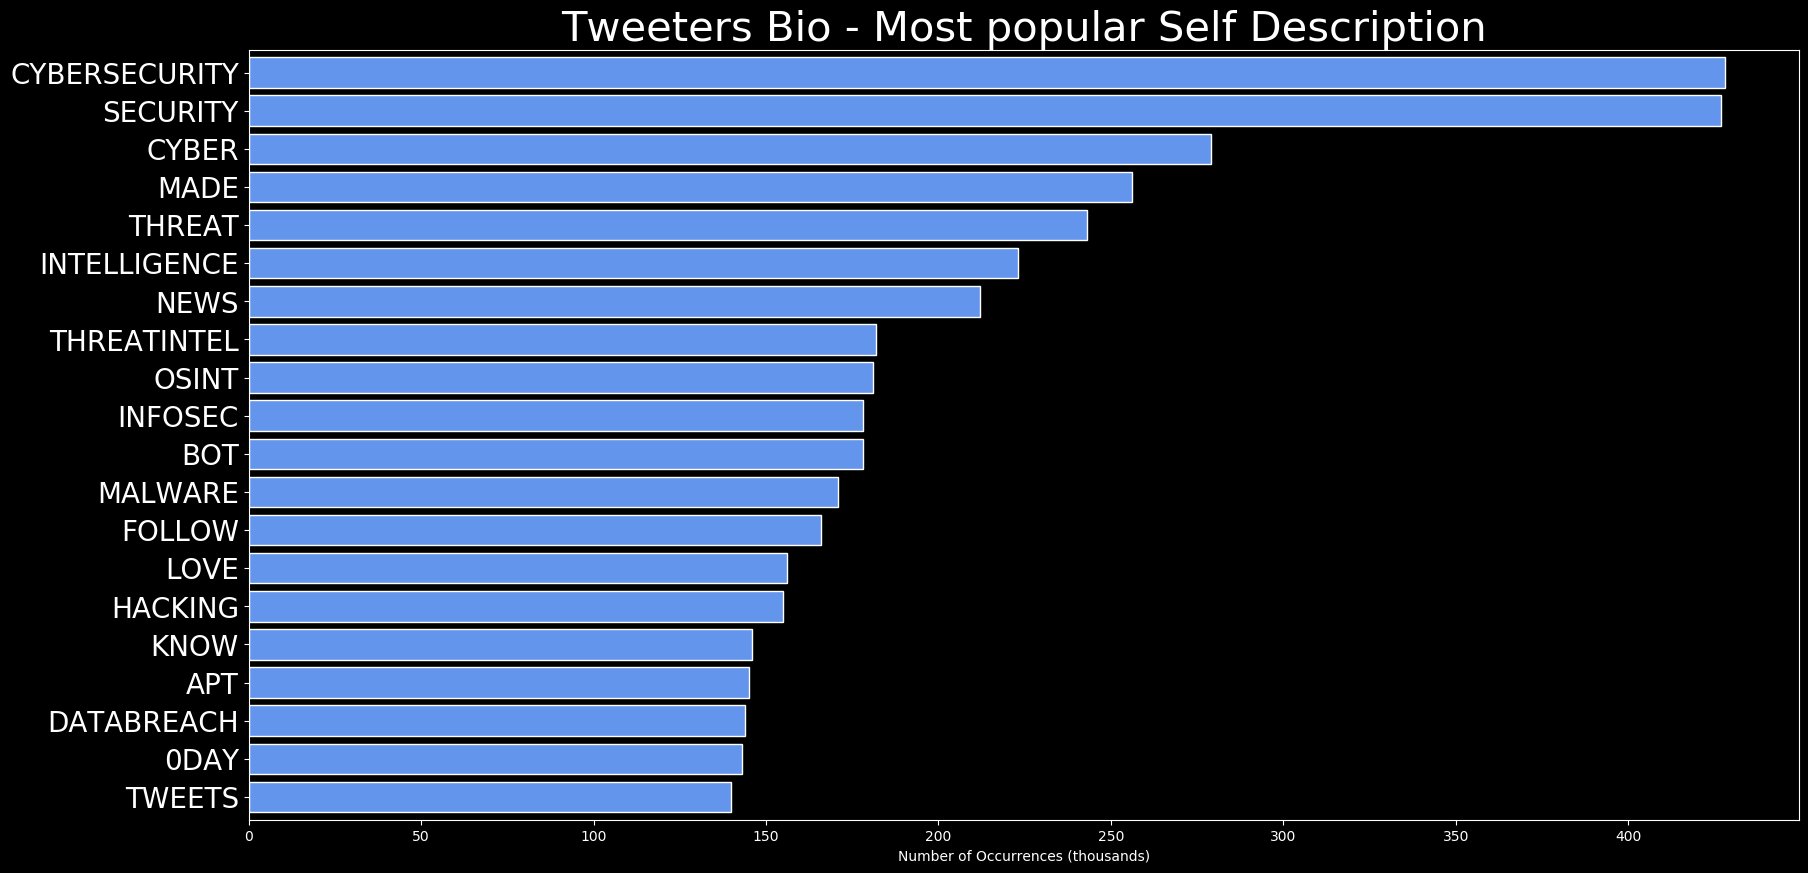 Tweeters Bio - Most popular Self Description
CYBERSECURITY
SECURITY
CYBER
MADE
THREAT
INTELLIGENCE
NEWS
THREATINTEL
OSINT
INFOSEC
BOT
MALWARE
FOLLOW
LOVE
HACKING
KNOW
APT
DATABREACH
0DAY
TWEETS
0 50 100 150 200 250 300 350 400
Number of Occurrences (thousands)